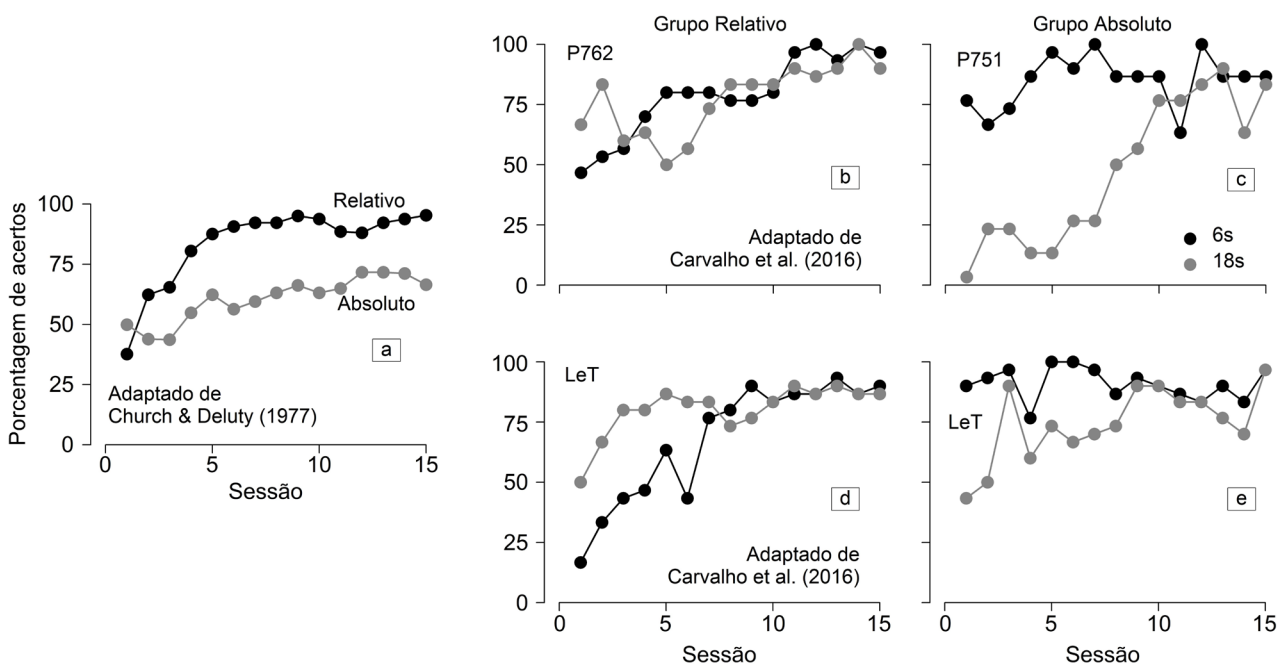 Grupo Relativo
Grupo Absoluto
Porcentagem de acertos
100
75
50
25
0
Relativo
Absoluto
a
Adaptado de
Church & Deluty (1977)
0 5 10 15
Sessão
100
75
50
25
0
P762
b
Adaptado de
Carvalho et al. (2016)
P751
c
6s
18s
100
75
50
25
0
LeT
d
Adaptado de
Carvalho et al. (2016)
0 5 10 15
Sessão
LeT
e
0 5 10 15
Sessão